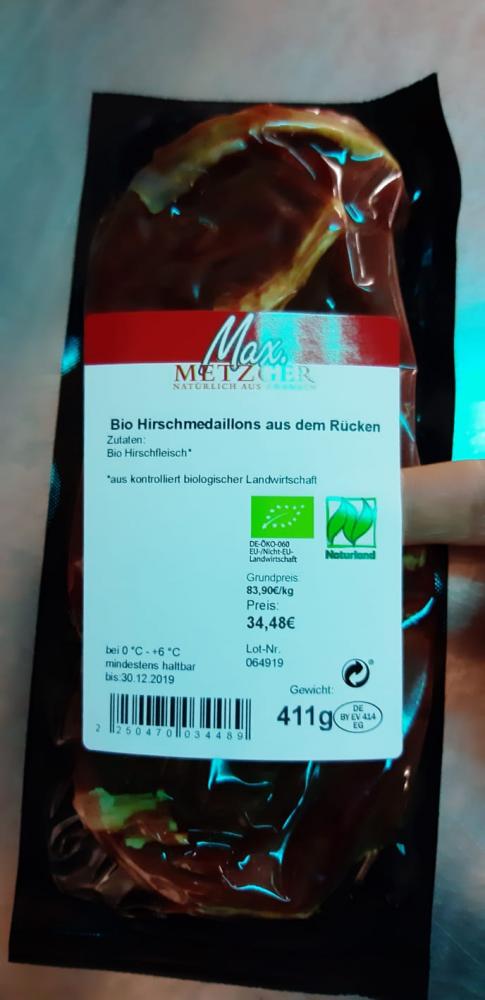 Max
METZGER
NATÜRLICH AUS
Bio Hirschmedaillons aus dem Rücken
Zutaten:
Bio Hirschfleisch*
*aus kontrolliert biologischer Landwirtschaft
DE-ÖKO-060
EU-/Nicht-EU-
Landwirtschaft
Naturland
Grundpreis
83,90€/kg
Preis:
34,48€
bei 0 °C - +6 °C
mindestens haltbar
bis:30.12.2019
Lot-Nr.
064919
Gewicht:
411g
DE
BY EV 414
EG
2 250470 034489